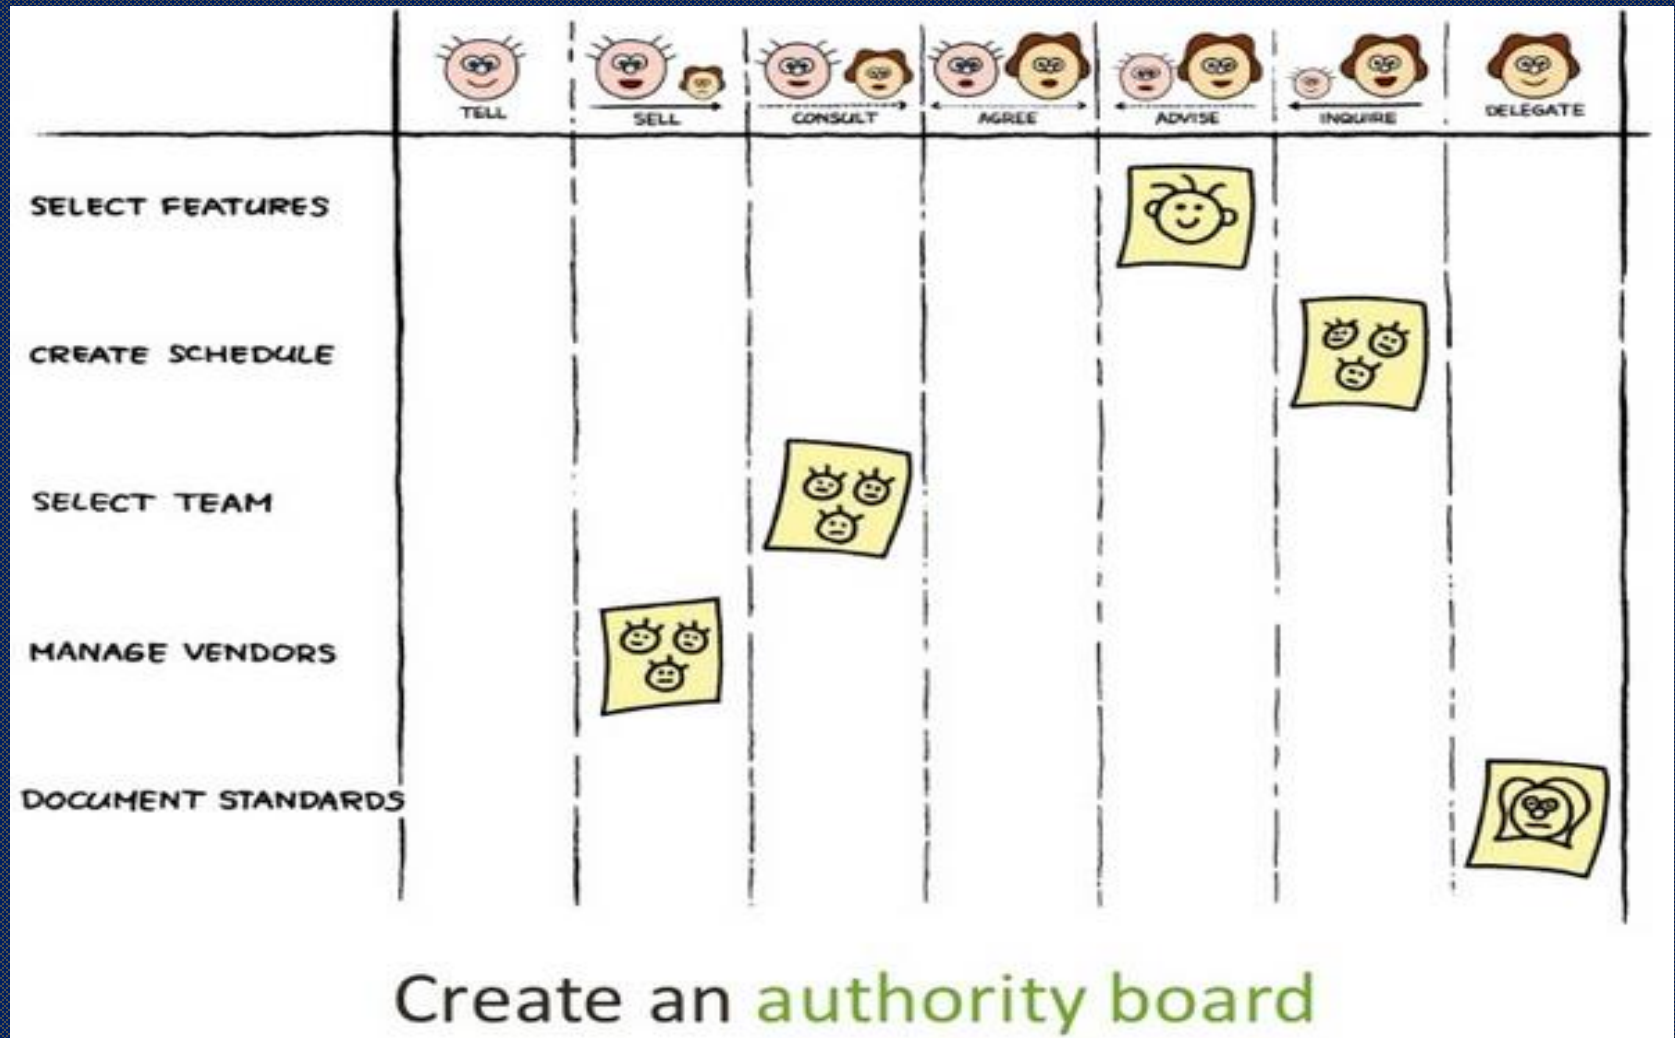 TELL
SELL
CONSULT
AGREE
ADVISE
INQUIRE
DELEGATE
SELECT FEATURES
CREATE SCHEDULE
SELECT TEAM
MANAGE VENDORS
DOCUMENT STANDARDS
Create an authority board